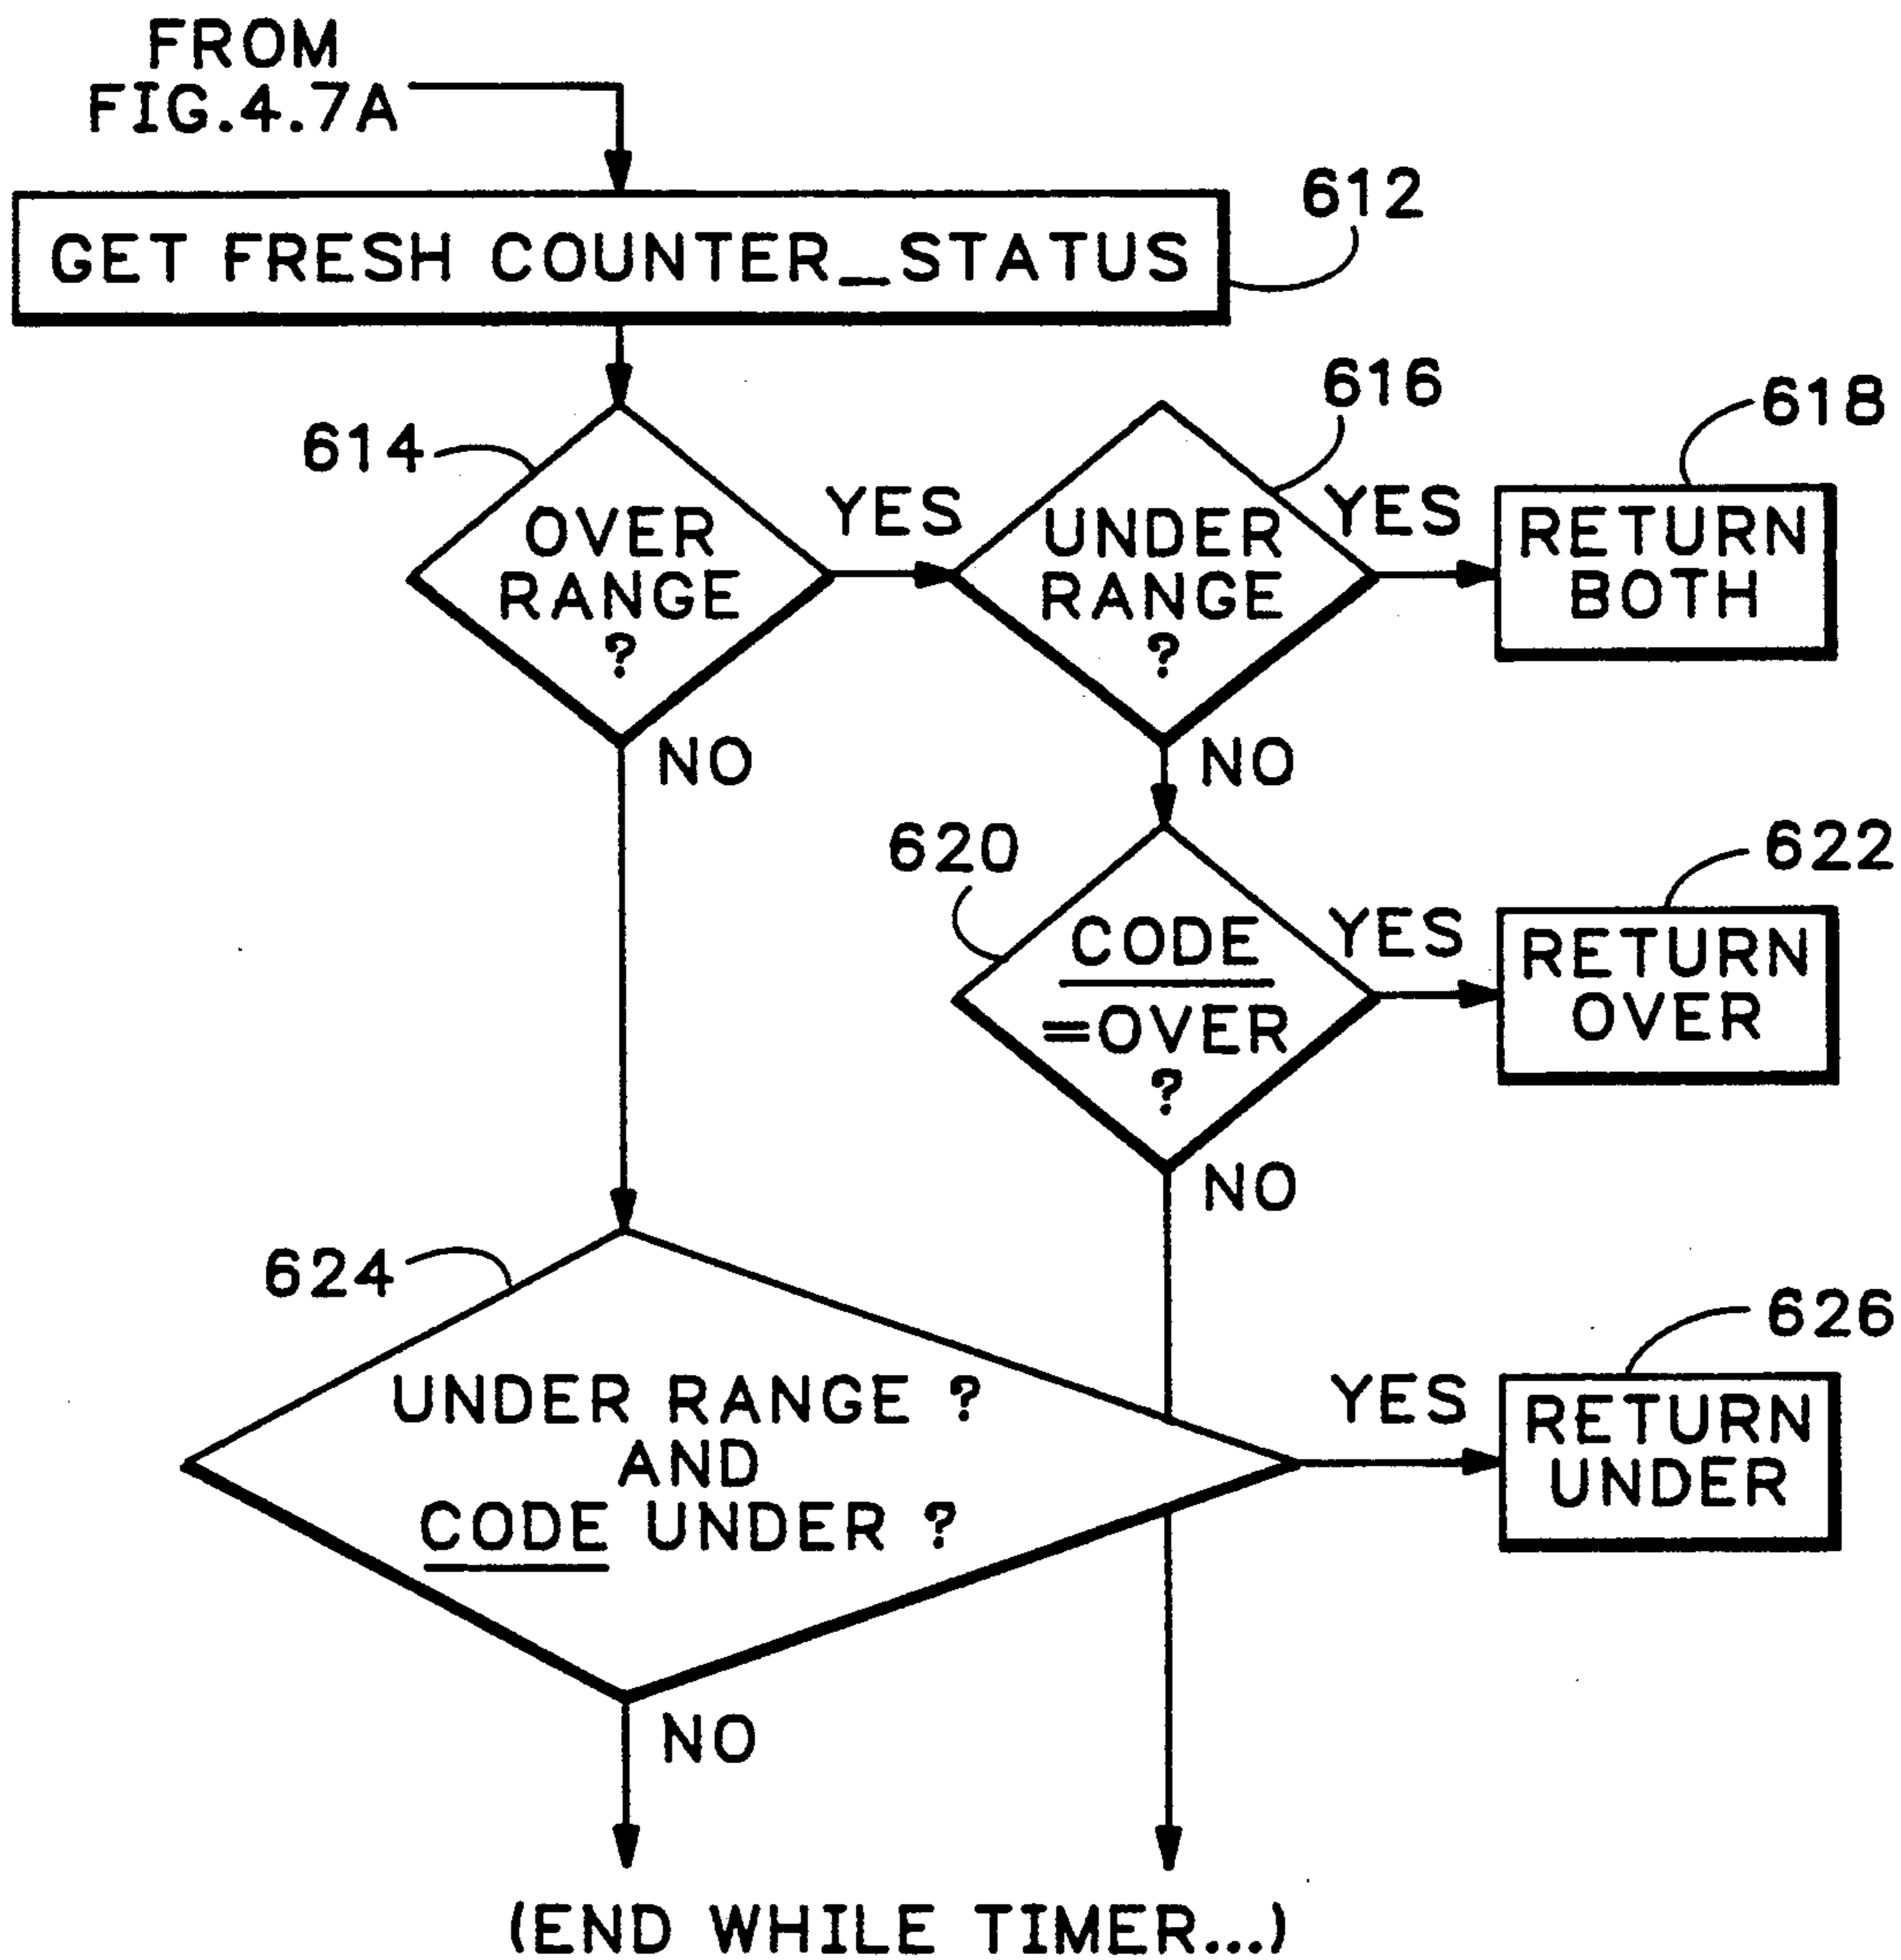 FROM
FIG.4.7A
612
GET FRESH COUNTER_STATUS
616
618
614
OVER
RANGE
?
YES
UNDER
RANGE
?
YES
RETURN
BOTH
NO
NO
620
622
CODE
=OVER
?
YES
RETURN
OVER
NO
624
626
UNDER RANGE ?
AND
CODE UNDER ?
YES
RETURN
UNDER
NO
(END WHILE TIMER...)